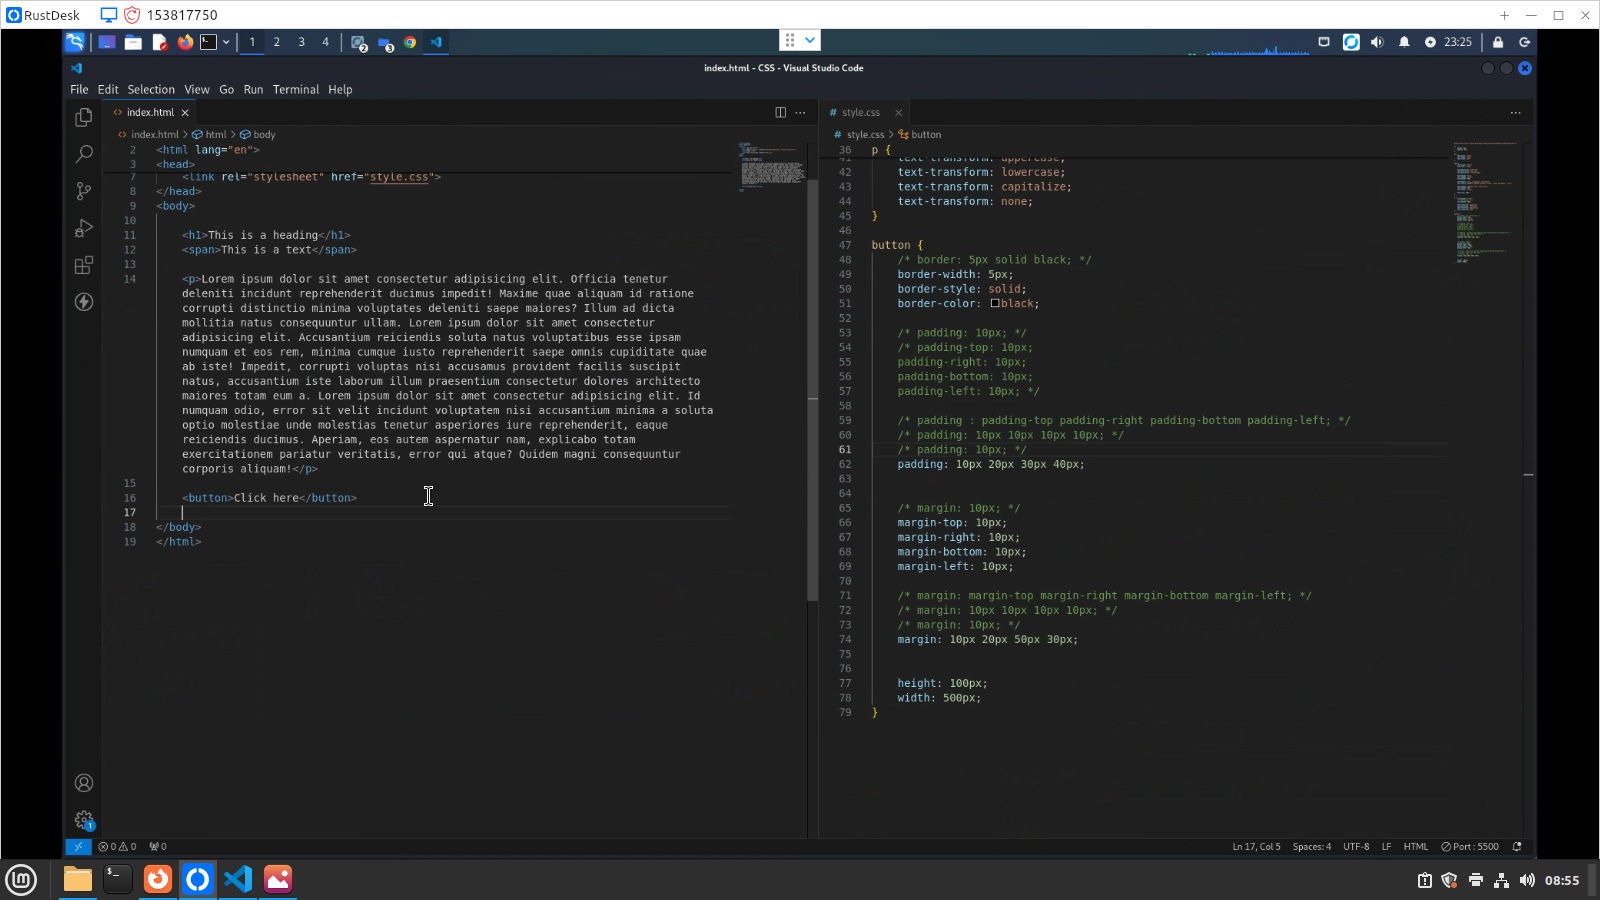 RustDesk
153817750
1
2
3
4
2
3
23:25
index.html - CSS - Visual Studio Code
File Edit Selection View Go Run Terminal Help
index.html
index.html > html > body
2 <html lang="en">
3 <head>
7 <link rel="stylesheet" href="style.css">
8 </head>
9 <body>
10
11 <h1>This is a heading</h1>
12 <span>This is a text</span>
13
14 <p>Lorem ipsum dolor sit amet consectetur adipisicing elit. Officia tenetur
deleniti incidunt reprehenderit ducimus impedit! Maxime quae aliquam id ratione
corrupti distinctio minima voluptates deleniti saepe maiores? Illum ad dicta
mollitia natus consequuntur ullam. Lorem ipsum dolor sit amet consectetur
adipisicing elit. Accusantium reiciendis soluta natus voluptatibus esse ipsam
numquam et eos rem, minima cumque iusto reprehenderit saepe omnis cupiditate quae
ab iste! Impedit, corrupti voluptas nisi accusamus provident facilis suscipit
natus, accusantium iste laborum illum praesentium consectetur dolores architecto
maiores totam eum a. Lorem ipsum dolor sit amet consectetur adipisicing elit. Id
numquam odio, error sit velit incidunt voluptatem nisi accusantium minima a soluta
optio molestiae unde molestias tenetur asperiores iure reprehenderit, eaque
reiciendis ducimus. Aperiam, eos autem aspernatur nam, explicabo totam
exercitationem pariatur veritatis, error qui atque? Quidem magni consequuntur
corporis aliquam!</p>
15
16 <button>Click here</button>
17
18 </body>
19 </html>
style.css
style.css > button
36 p {
41 text-transform: uppercase;
42 text-transform: lowercase;
43 text-transform: capitalize;
44 text-transform: none;
45 }
46
47 button {
48 /* border: 5px solid black; */
49 border-width: 5px;
50 border-style: solid;
51 border-color: black;
52
53 /* padding: 10px; */
54 /* padding-top: 10px;
55 padding-right: 10px;
56 padding-bottom: 10px;
57 padding-left: 10px; */
58
59 /* padding : padding-top padding-right padding-bottom padding-left; */
60 /* padding: 10px 10px 10px 10px; */
61 /* padding: 10px; */
62 padding: 10px 20px 30px 40px;
63
64
65 /* margin: 10px; */
66 margin-top: 10px;
67 margin-right: 10px;
68 margin-bottom: 10px;
69 margin-left: 10px;
70
71 /* margin: margin-top margin-right margin-bottom margin-left; */
72 /* margin: 10px 10px 10px 10px; */
73 /* margin: 10px; */
74 margin: 10px 20px 50px 30px;
75
76
77 height: 100px;
78 width: 500px;
79 }
1
0 0 0
Ln 17, Col 5 Spaces: 4 UTF-8 LF HTML Port : 5500
08:55